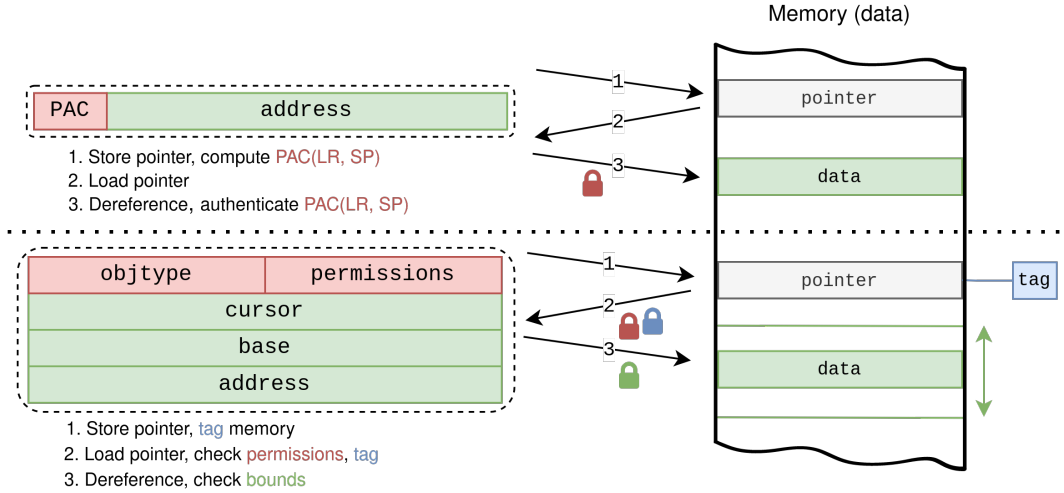 Memory (data)
PAC
address
1
2
3
pointer
data
1. Store pointer, compute PAC(LR, SP)
2. Load pointer
3. Dereference, authenticate PAC(LR, SP)
objtype
permissions
cursor
base
address
1
2
3
pointer
tag
data
1. Store pointer, tag memory
2. Load pointer, check permissions, tag
3. Dereference, check bounds